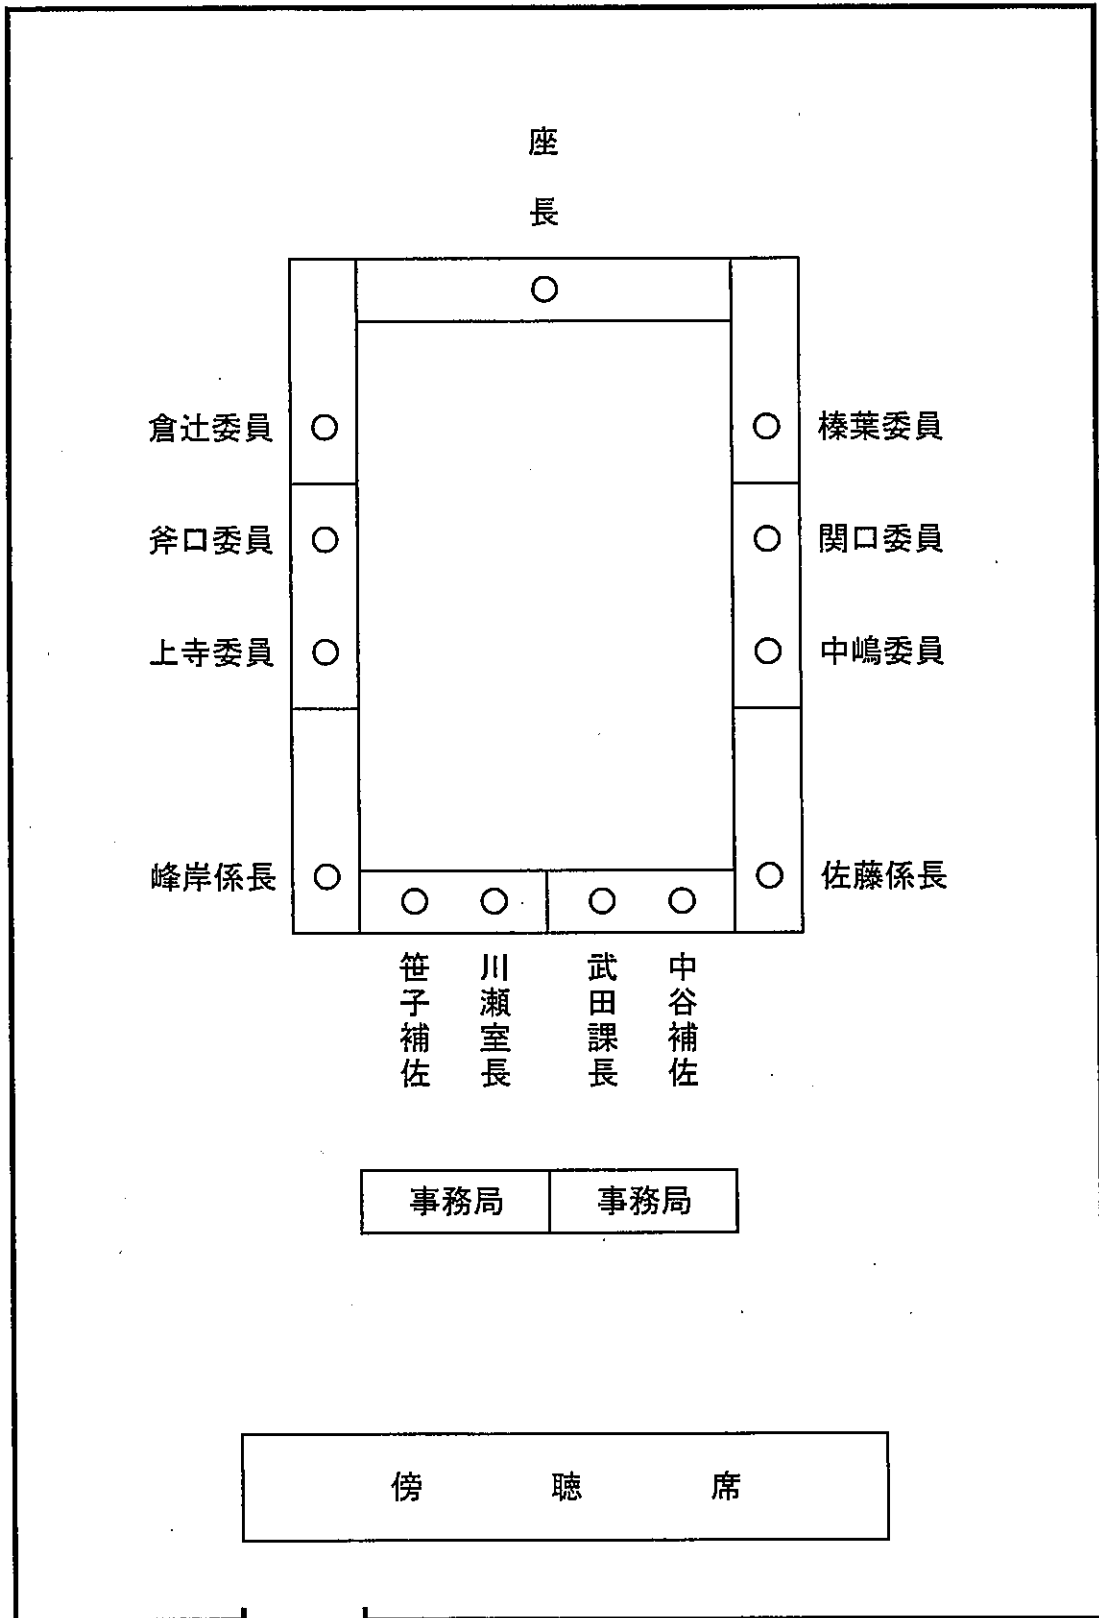 座長
倉辻委員
榛葉委員
斧口委員
関口委員
上寺委員
中嶋委員
峰岸係長
佐藤係長
笹子補佐
川瀬室長
武田課長
中谷補佐
事務局
事務局
傍聴席